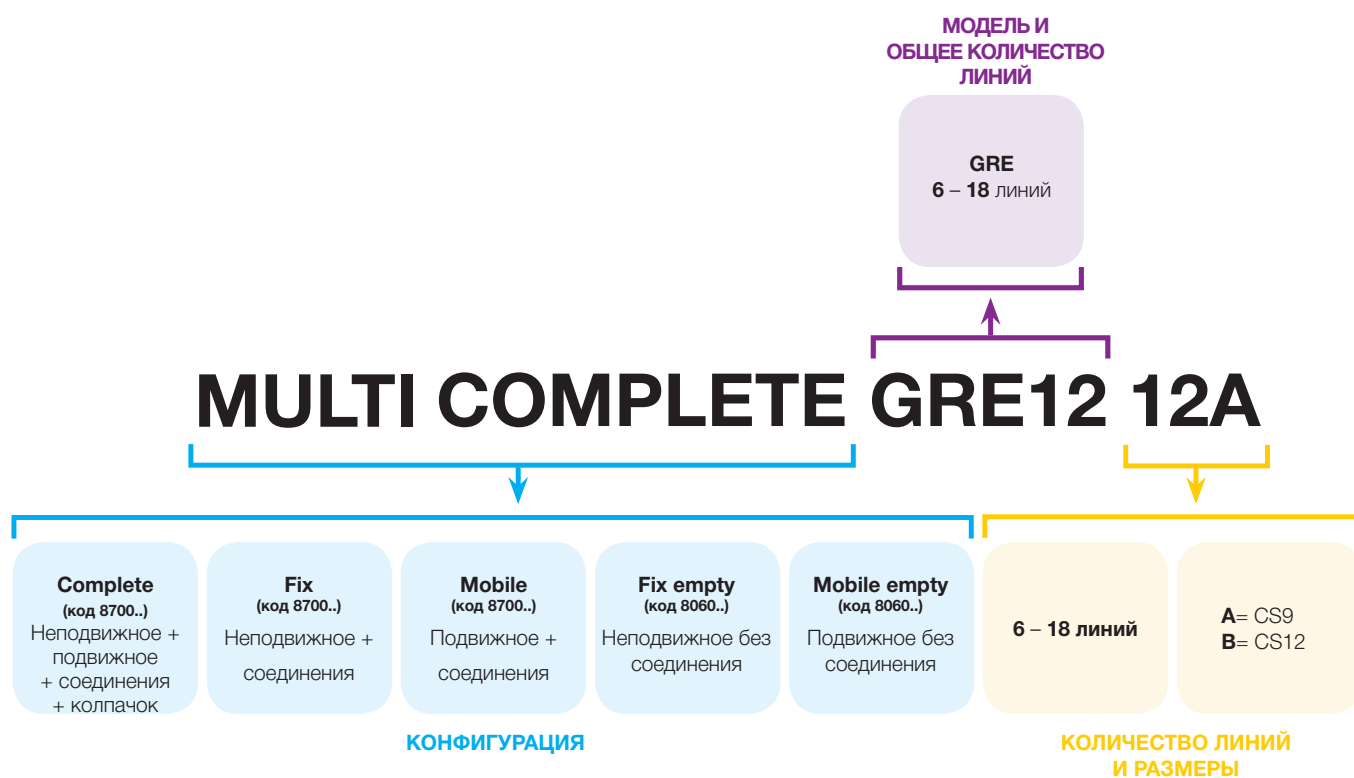 МОДЕЛЬ И
ОБЩЕЕ КОЛИЧЕСТВО
ЛИНИЙ
GRE
6 – 18 линий
MULTI COMPLETE GRE12 12A
Complete
(код 8700..)
Неподвижное +
подвижное
+ соединения
+ колпачок
Fix
(код 8700..)
Неподвижное +
соединения
Mobile
(код 8700..)
Подвижное +
соединения
Fix empty
(код 8060..)
Неподвижное без
соединения
Mobile empty
(код 8060..)
Подвижное без
соединения
6 – 18 линий
A= CS9
B= CS12
КОНФИГУРАЦИЯ
КОЛИЧЕСТВО ЛИНИЙ
И РАЗМЕРЫ